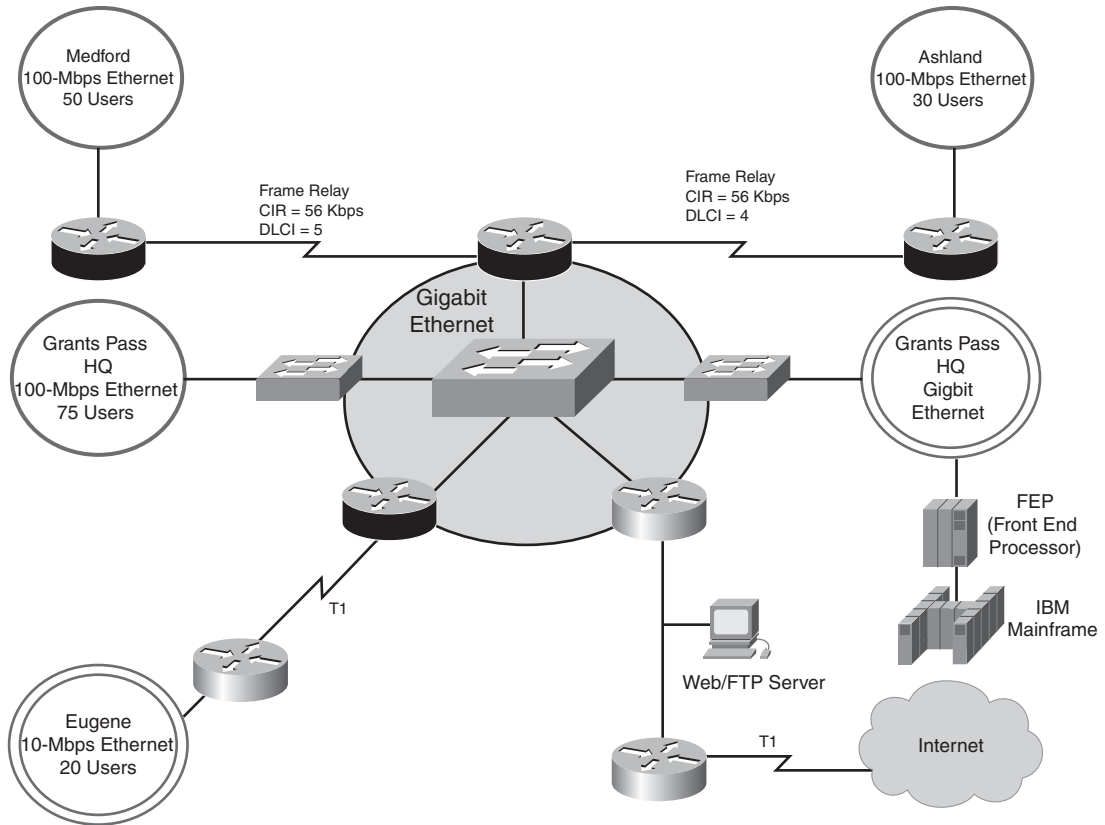 Medford
100-Mbps Ethernet
50 Users
Ashland
100-Mbps Ethernet
30 Users
Frame Relay
CIR = 56 Kbps
DLCI = 5
Frame Relay
CIR = 56 Kbps
DLCI = 4
Gigabit
Ethernet
Grants Pass
HQ
100-Mbps Ethernet
75 Users
Grants Pass
HQ
Gigbit
Ethernet
FEP
(Front End
Processor)
T1
IBM
Mainframe
Web/FTP Server
Eugene
10-Mbps Ethernet
20 Users
T1
Internet